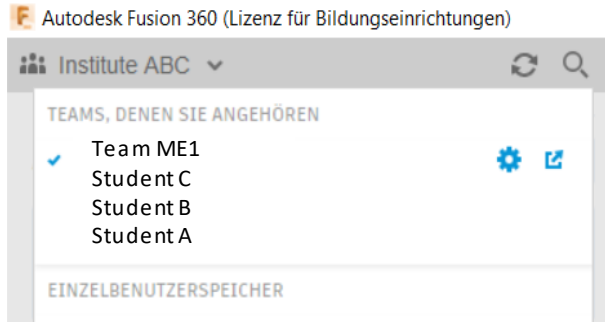 Autodesk Fusion 360 (Lizenz für Bildungseinrichtungen)
Institute ABC
TEAMS, DENEN SIE ANGEHÖREN
Team ME1
Student C
Student B
Student A
EINZELBENUTZERSPEICHER